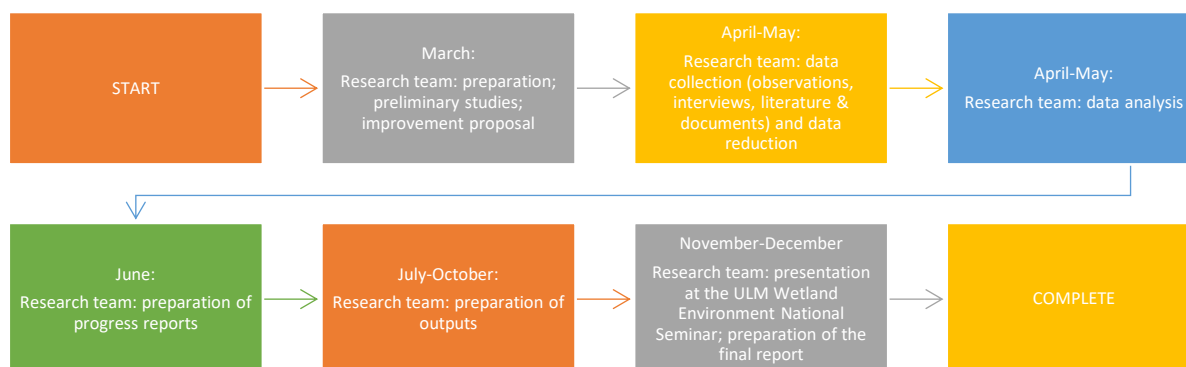 START
March:
Research team: preparation;
preliminary studies;
improvement proposal
April-May:
Research team: data
collection (observations,
interviews, literature &
documents) and data
reduction
April-May:
Research team: data analysis
June:
Research team: preparation of
progress reports
July-October:
Research team: preparation of
outputs
November-December
Research team: presentation
at the ULM Wetland
Environment National
Seminar; preparation of the
final report
COMPLETE